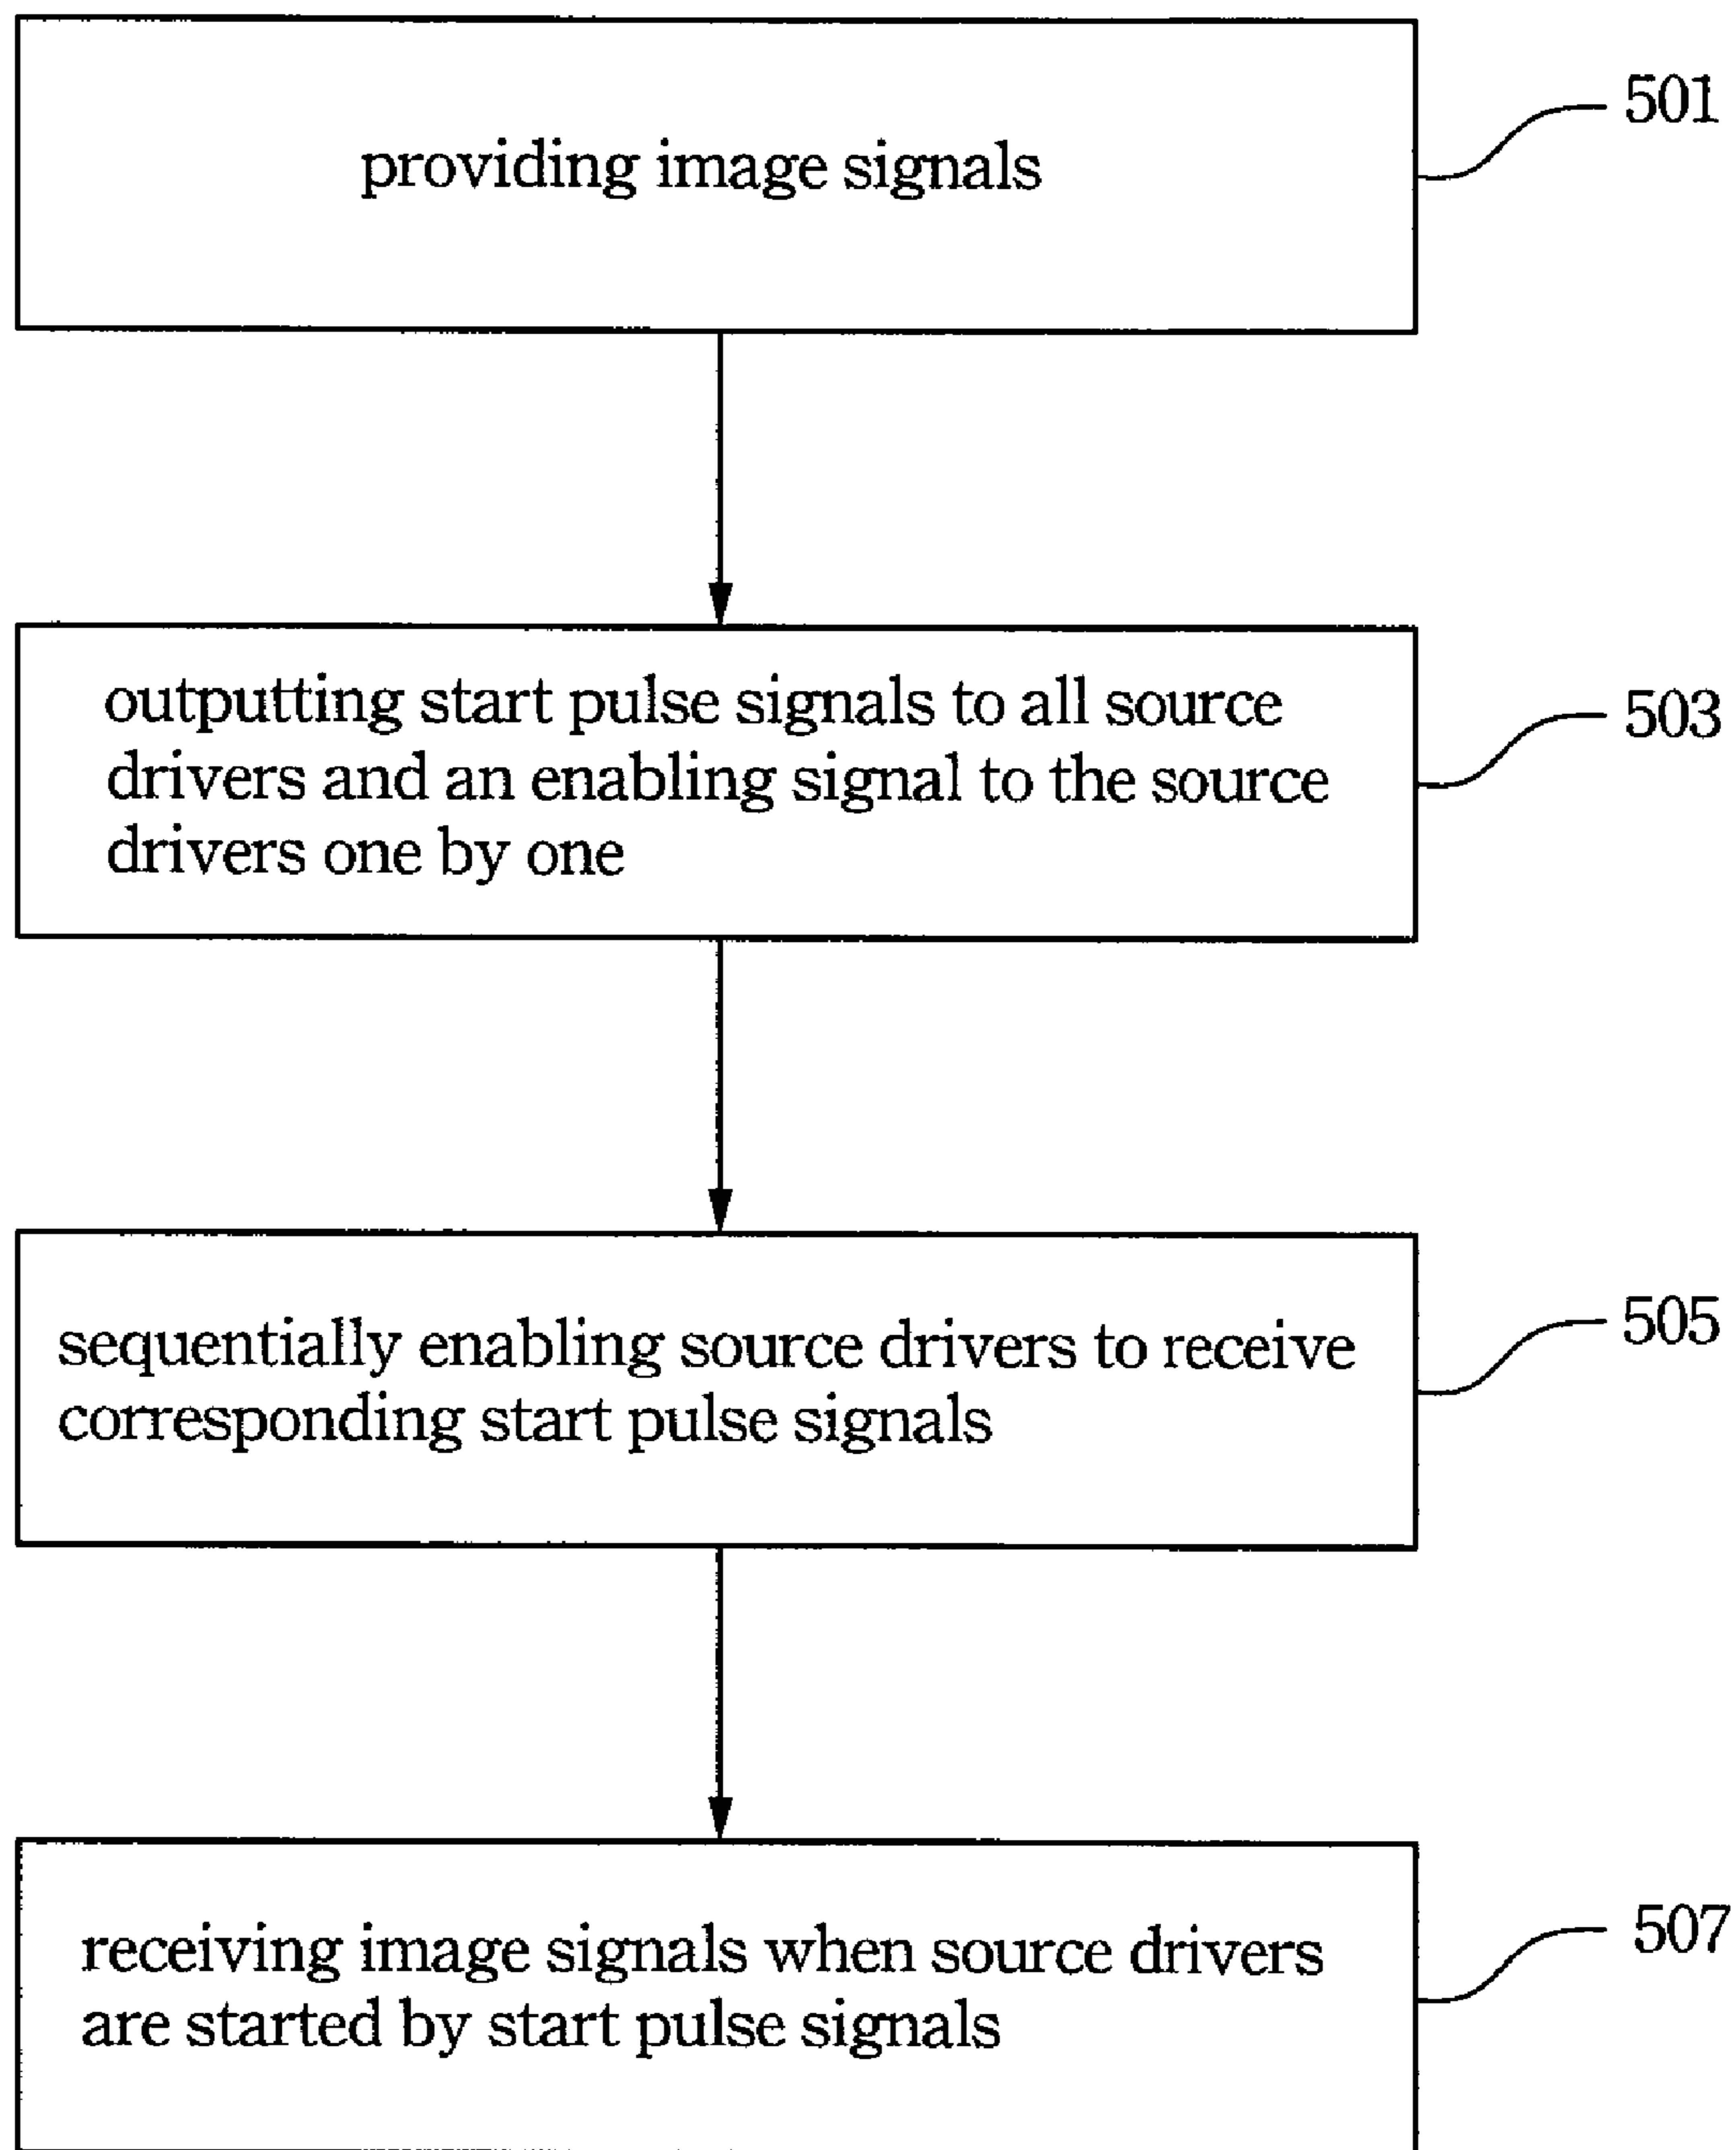 providing image signals
501
outputting start pulse signals to all source
drivers and an enabling signal to the source
drivers one by one
503
sequentially enabling source drivers to receive
corresponding start pulse signals
505
receiving image signals when source drivers
are started by start pulse signals
507